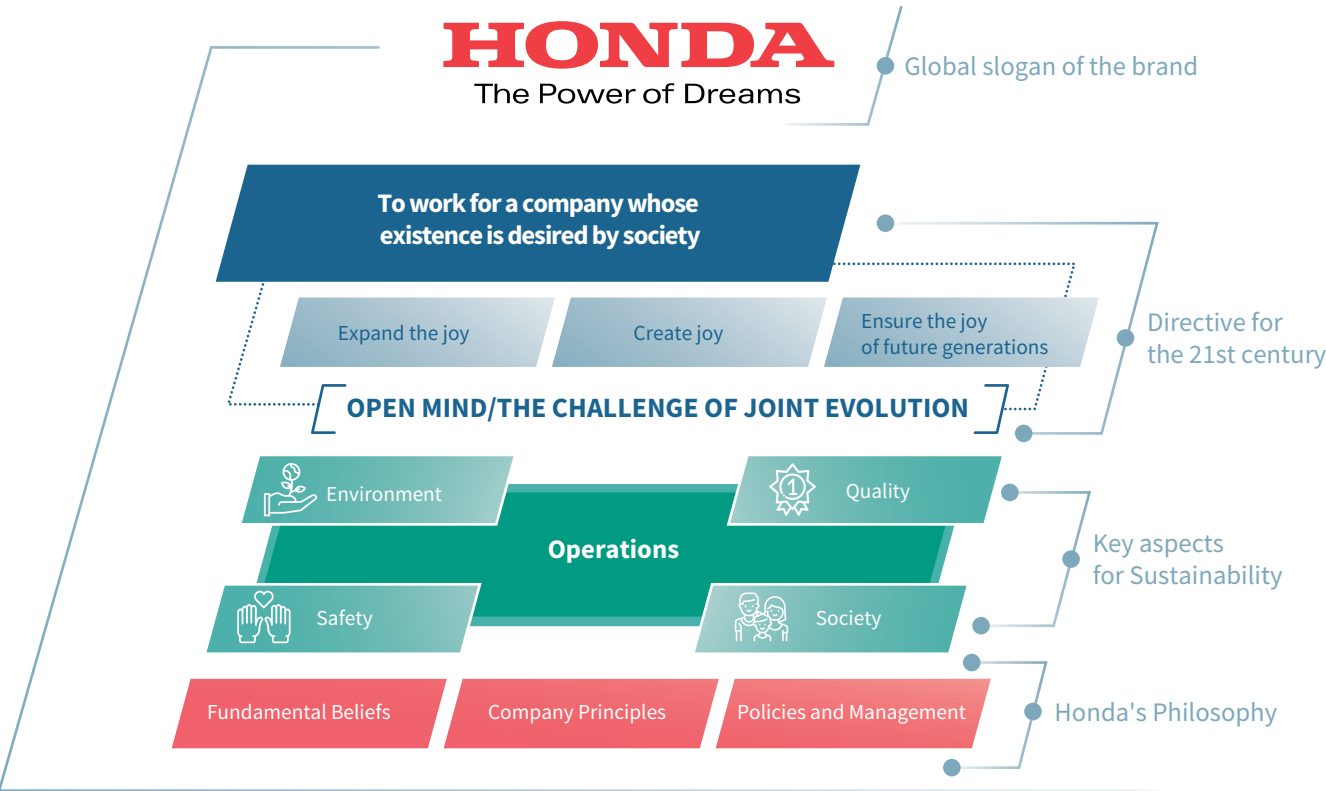 HONDA
The Power of Dreams
Global slogan of the brand
To work for a company whose
existence is desired by society
Expand the joy
Create joy
Ensure the joy
of future generations
Directive for
the 21st century
OPEN MIND/THE CHALLENGE OF JOINT EVOLUTION
Environment
1
Quality
Operations
Key aspects
for Sustainability
Safety
Society
Fundamental Beliefs
Company Principles
Policies and Management
Honda's Philosophy